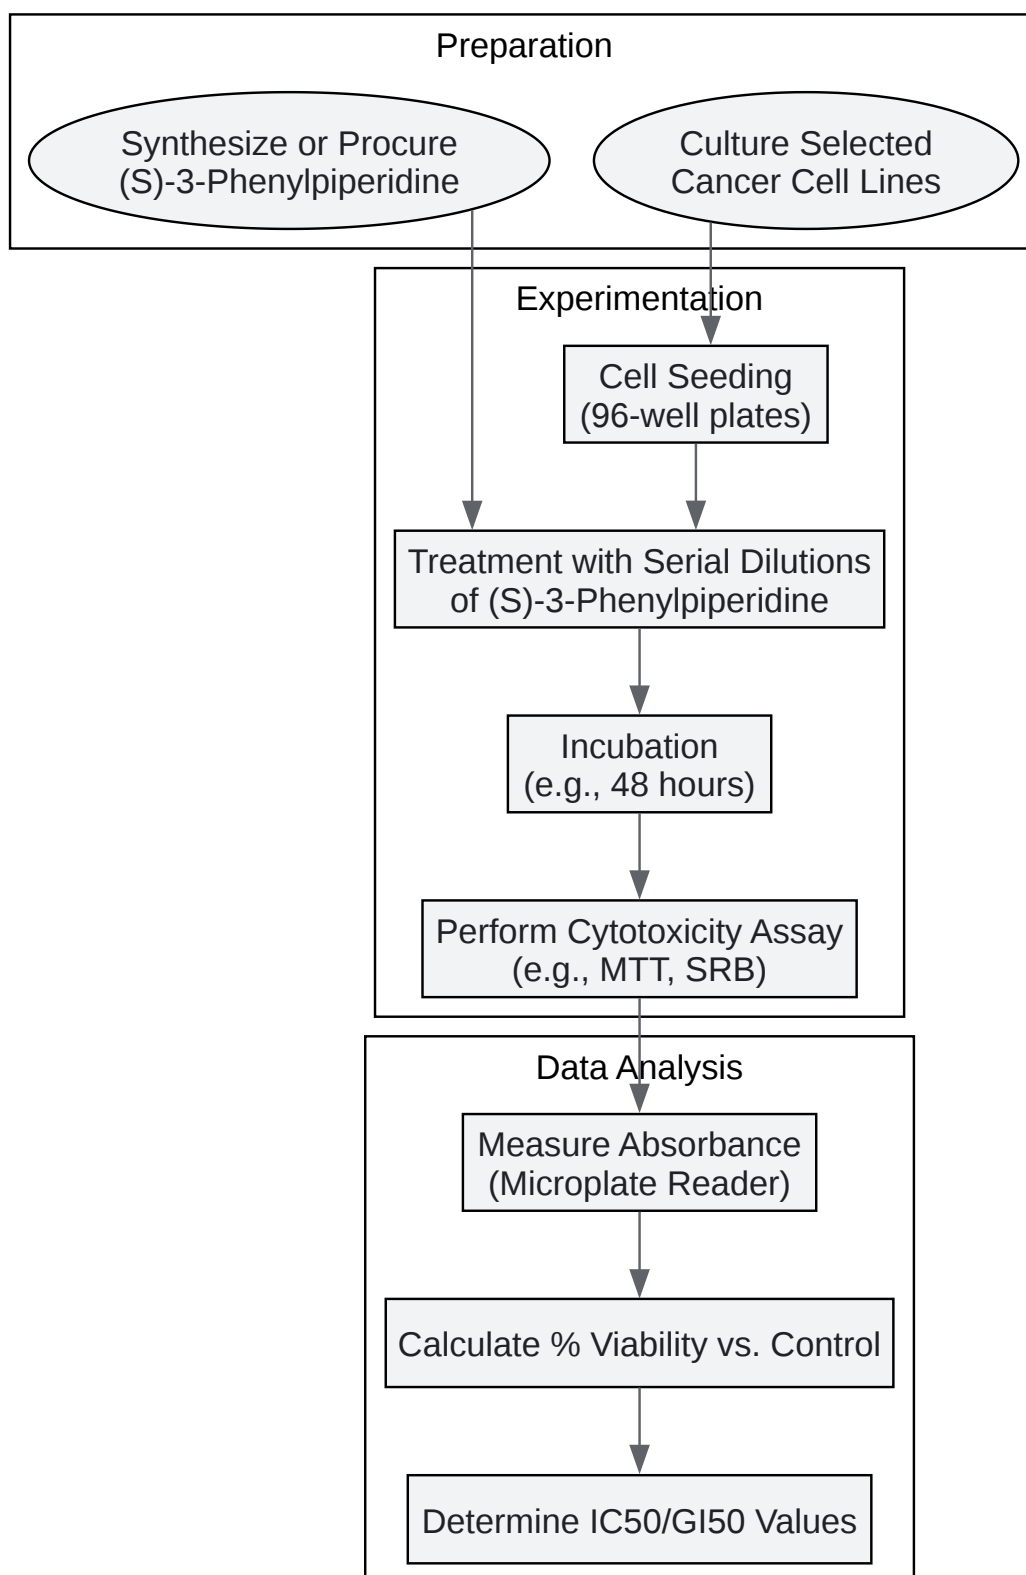 Preparation
Synthesize or Procure
(S)-3-Phenylpiperidine
Culture Selected
Cancer Cell Lines
Experimentation
Cell Seeding
(96-well plates)
Treatment with Serial Dilutions
of (S)-3-Phenylpiperidine
Incubation
(e.g., 48 hours)
Perform Cytotoxicity Assay
(e.g., MTT, SRB)
Data Analysis
Measure Absorbance
(Microplate Reader)
Calculate % Viability vs. Control
Determine IC50/GI50 Values